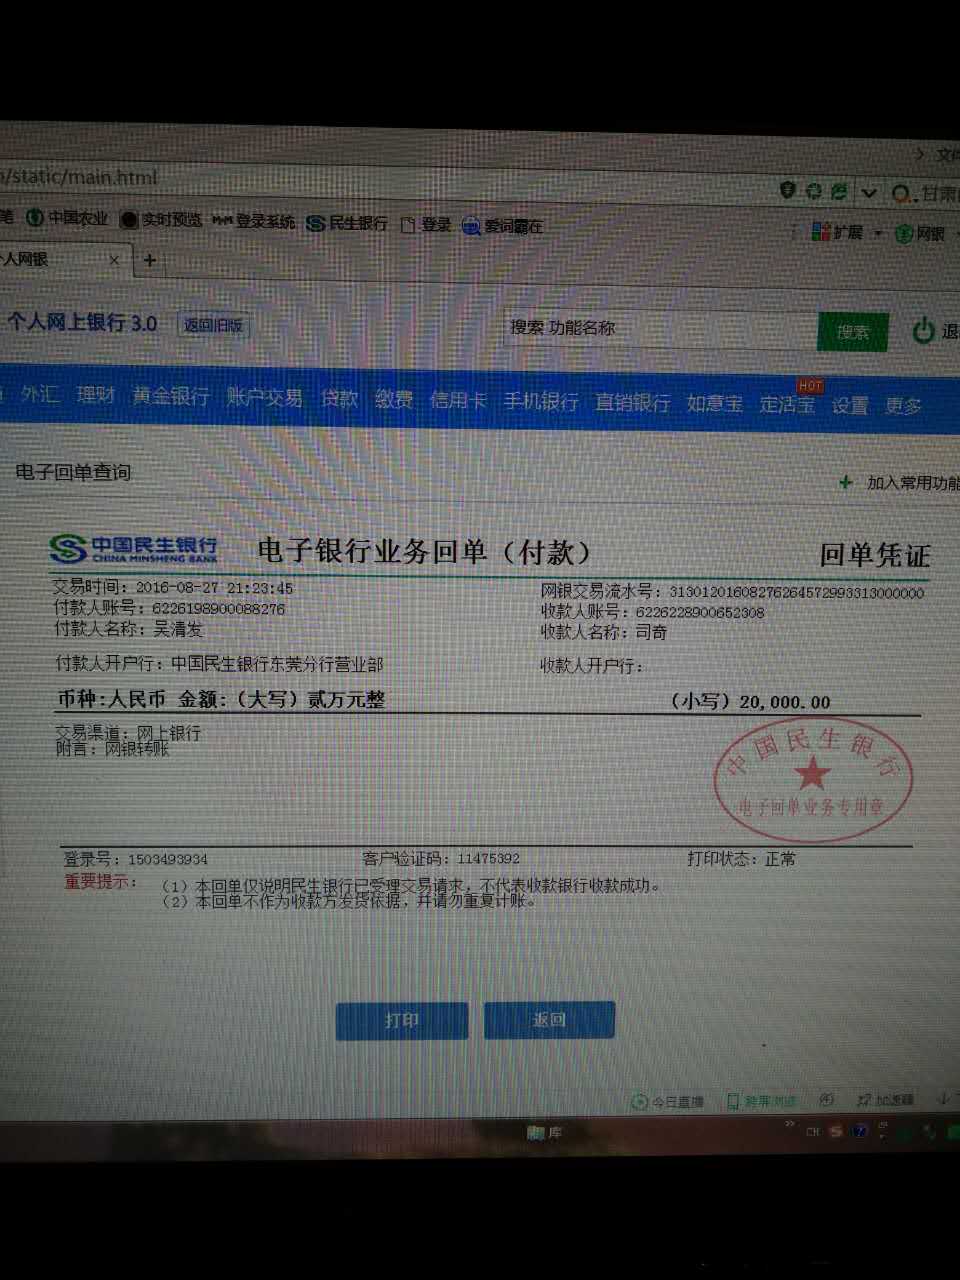 文件
/static/main.html
甘肃
笔 中国农业 实时预览 登录系统 民生银行 登录 爱词霸在
扩展 网银
个人网银 × +
个人网上银行 3.0 返回旧版 搜索 功能名称 搜索 退
HOT
外汇 理财 黄金银行 账户交易 贷款 缴费 信用卡 手机银行 直销银行 如意宝 定活宝 设置 更多
电子回单查询
+ 加入常用功能
中国民生银行
CHINA MINSHENG BANK
电子银行业务回单（付款） 回单凭证
交易时间：2016-08-27 21:23:45 网银交易流水号：31301201608276264572993313000000
付款人账号：6226198900088276 收款人账号：6226228900652308
付款人名称：吴清发 收款人名称：司奇
付款人开户行：中国民生银行东莞分行营业部 收款人开户行：
币种:人民币 金额:（大写）贰万元整 （小写）20,000.00
交易渠道：网上银行
附言：网银转账
中国民生银行
电子回单业务专用章
登录号：1503493934 客户验证码：11475392 打印状态：正常
重要提示： （1）本回单仅说明民生银行已受理交易请求，不代表收款银行收款成功。
（2）本回单不作为收款方发货依据，并请勿重复计账。
打印 返回
今日直播 跨屏浏览 加速器
库 CH